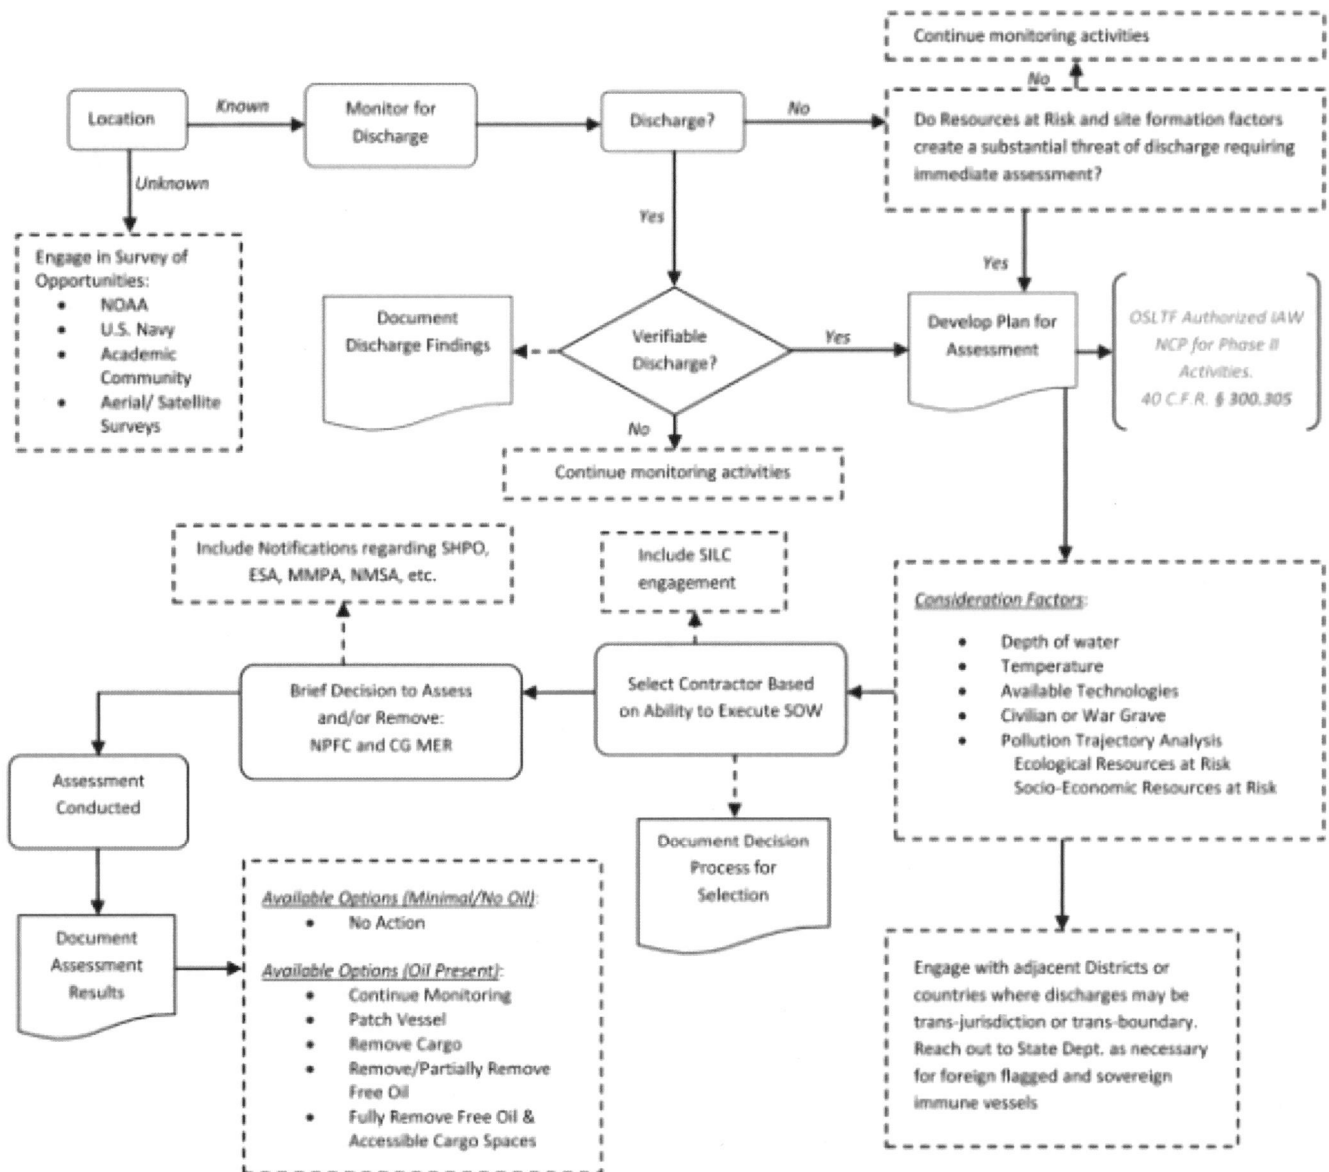 Continue monitoring activities
No
Location
Known
Monitor for
Discharge
Discharge?
No
Do Resources at Risk and site formation factors
create a substantial threat of discharge requiring
immediate assessment?
Unknown
Yes
Yes
Engage in Survey of
Opportunities:
• NOAA
• U.S. Navy
• Academic
Community
• Aerial/ Satellite
Surveys
Document
Discharge Findings
Verifiable
Discharge?
Yes
Develop Plan for
Assessment
OSLTF Authorized IAW
NCP for Phase II
Activities.
40 C.F.R. § 300.305
No
Continue monitoring activities
Include Notifications regarding SHPO,
ESA, MMPA, NMSA, etc.
Include SILC
engagement
Consideration Factors:
• Depth of water
• Temperature
• Available Technologies
• Civilian or War Grave
• Pollution Trajectory Analysis
Ecological Resources at Risk
Socio-Economic Resources at Risk
Select Contractor Based
on Ability to Execute SOW
Brief Decision to Assess
and/or Remove:
NPFC and CG MER
Assessment
Conducted
Document Decision
Process for
Selection
Document
Assessment
Results
Available Options (Minimal/No Oil):
• No Action
Available Options (Oil Present):
• Continue Monitoring
• Patch Vessel
• Remove Cargo
• Remove/Partially Remove
Free Oil
• Fully Remove Free Oil &
Accessible Cargo Spaces
Engage with adjacent Districts or
countries where discharges may be
trans-jurisdiction or trans-boundary.
Reach out to State Dept. as necessary
for foreign flagged and sovereign
immune vessels